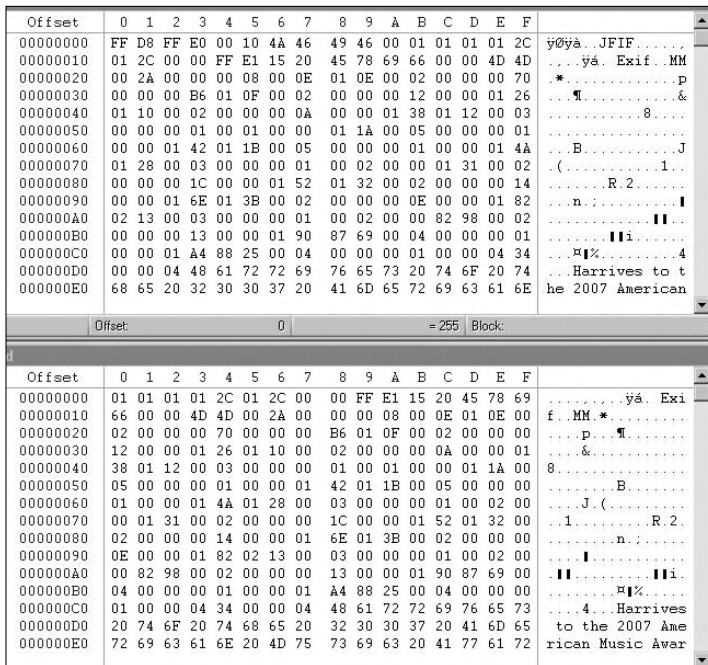 Offset 0 1 2 3 4 5 6 7 8 9 A B C D E F
00000000 FF D8 FF E0 00 10 4A 46 49 46 00 01 01 01 01 2C ÿØÿà..JFIF.....,
00000010 01 2C 00 00 FF E1 15 20 45 78 69 66 00 00 4D 4D .,..ÿá. Exif..MM
00000020 00 2A 00 00 00 08 00 0E 01 0E 00 02 00 00 00 70 .*.............p
00000030 00 00 00 B6 01 0F 00 02 00 00 00 12 00 00 01 26 ...¶...........&
00000040 01 10 00 02 00 00 00 0A 00 00 01 38 01 12 00 03 ...........8....
00000050 00 00 00 01 00 01 00 00 01 1A 00 05 00 00 00 01 ................
00000060 00 00 01 42 01 1B 00 05 00 00 00 01 00 00 01 4A ...B...........J
00000070 01 28 00 03 00 00 00 01 00 02 00 00 01 31 00 02 .(...........1..
00000080 00 00 00 1C 00 00 01 52 01 32 00 02 00 00 00 14 .......R.2......
00000090 00 00 01 6E 01 3B 00 02 00 00 00 0E 00 00 01 82 ...n.;.........▮
000000A0 02 13 00 03 00 00 00 01 00 02 00 00 82 98 00 02 ............▮▮..
000000B0 00 00 00 13 00 00 01 90 87 69 00 04 00 00 00 01 .......▮▮i......
000000C0 00 00 01 A4 88 25 00 04 00 00 00 01 00 00 04 34 ...¤▮%.........4
000000D0 00 00 04 48 61 72 72 69 76 65 73 20 74 6F 20 74 ...Harrives to t
000000E0 68 65 20 32 30 30 37 20 41 6D 65 72 69 63 61 6E he 2007 American
Offset: 0 = 255 Block:
d
Offset 0 1 2 3 4 5 6 7 8 9 A B C D E F
00000000 01 01 01 01 2C 01 2C 00 00 FF E1 15 20 45 78 69 ....,.,..ÿá. Exi
00000010 66 00 00 4D 4D 00 2A 00 00 00 08 00 0E 01 0E 00 f..MM.*.........
00000020 02 00 00 00 70 00 00 00 B6 01 0F 00 02 00 00 00 ....p...¶.......
00000030 12 00 00 01 26 01 10 00 02 00 00 00 0A 00 00 01 ....&...........
00000040 38 01 12 00 03 00 00 00 01 00 01 00 00 01 1A 00 8...............
00000050 05 00 00 00 01 00 00 01 42 01 1B 00 05 00 00 00 ........B.......
00000060 01 00 00 01 4A 01 28 00 03 00 00 00 01 00 02 00 ....J.(.........
00000070 00 01 31 00 02 00 00 00 1C 00 00 01 52 01 32 00 ..1.........R.2.
00000080 02 00 00 00 14 00 00 01 6E 01 3B 00 02 00 00 00 ........n.;.....
00000090 0E 00 00 01 82 02 13 00 03 00 00 00 01 00 02 00 ....▮...........
000000A0 00 82 98 00 02 00 00 00 13 00 00 01 90 87 69 00 .▮▮.........▮▮i.
000000B0 04 00 00 00 01 00 00 01 A4 88 25 00 04 00 00 00 ........¤▮%.....
000000C0 01 00 00 04 34 00 00 04 48 61 72 72 69 76 65 73 ....4...Harrives
000000D0 20 74 6F 20 74 68 65 20 32 30 30 37 20 41 6D 65 to the 2007 Ame
000000E0 72 69 63 61 6E 20 4D 75 73 69 63 20 41 77 61 72 rican Music Awar